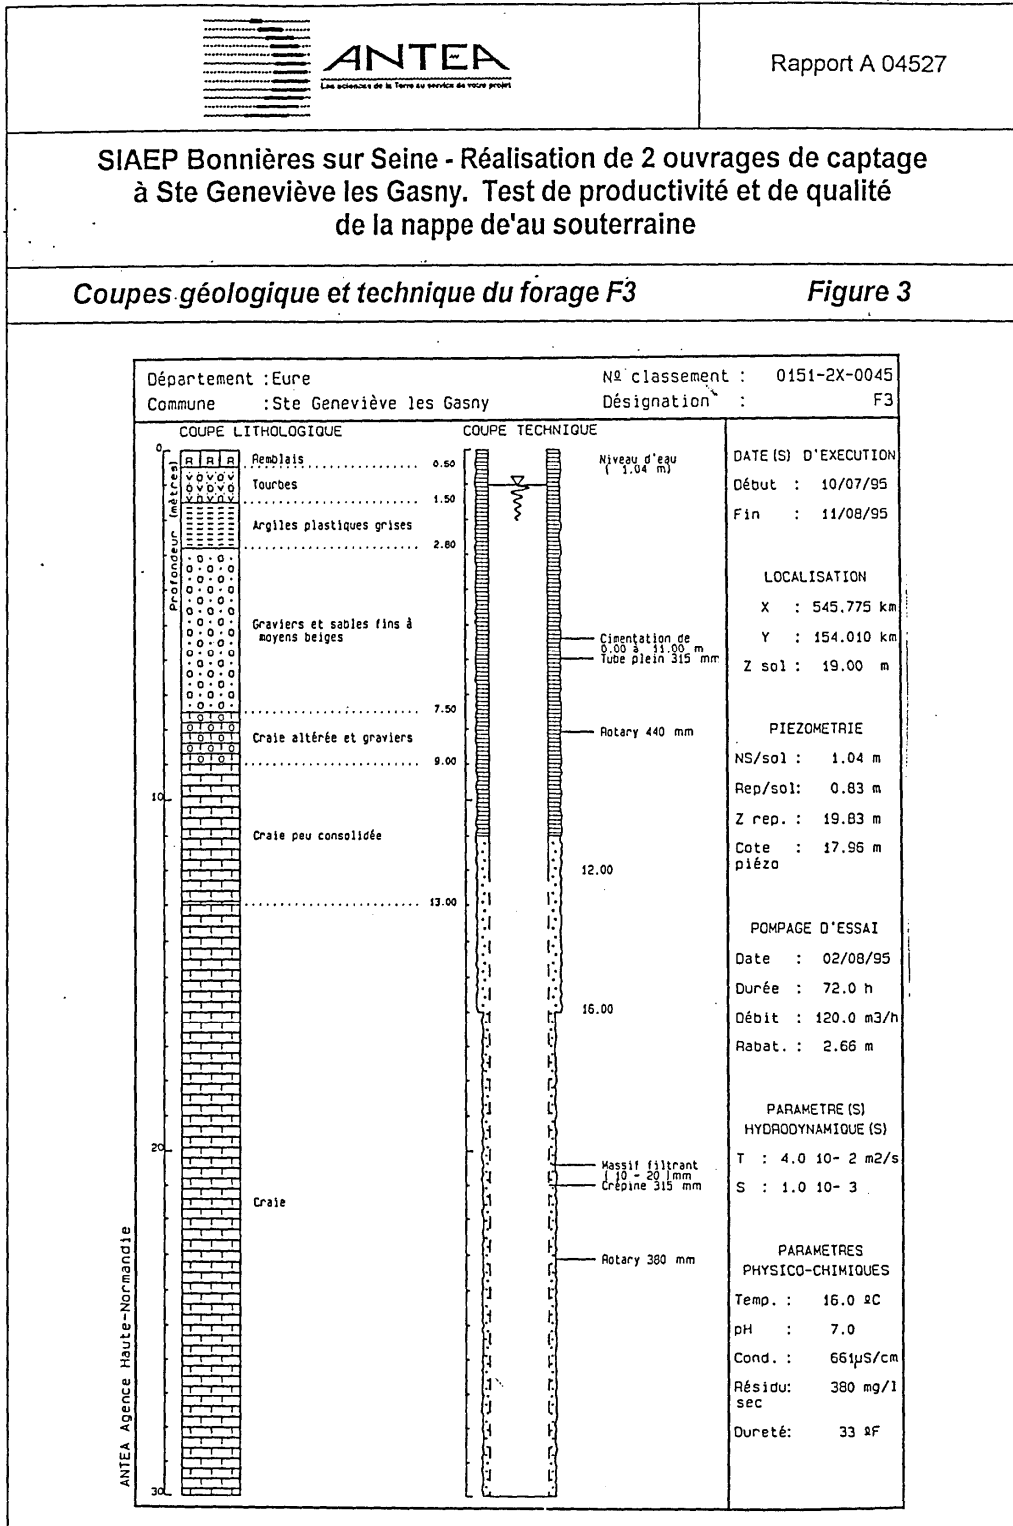 ANTEA
Les sciences de la Terre au service de votre projet
Rapport A 04527
SIAEP Bonnières sur Seine - Réalisation de 2 ouvrages de captage
à Ste Geneviève les Gasny. Test de productivité et de qualité
de la nappe de'au souterraine
Coupes géologique et technique du forage F3
Figure 3
Département : Eure
Nº classement : 0151-2X-0045
Commune : Ste Geneviève les Gasny
Désignation : F3
COUPE LITHOLOGIQUE
COUPE TECHNIQUE
Profondeur (mètres)
0
10
20
30
R R R
Remblais
0.50
Tourbes
1.50
Argiles plastiques grises
2.80
Graviers et sables fins à
moyens beiges
7.50
Craie altérée et graviers
9.00
Craie peu consolidée
13.00
Craie
Niveau d'eau
( 1.04 m)
Cimentation de
0.00 à 11.00 m
Tube plein 315 mm
Rotary 440 mm
12.00
16.00
Massif filtrant
( 10 - 20 )mm
Crépine 315 mm
Rotary 380 mm
DATE(S) D'EXECUTION
Début : 10/07/95
Fin : 11/08/95
LOCALISATION
X : 545.775 km
Y : 154.010 km
Z sol : 19.00 m
PIEZOMETRIE
NS/sol : 1.04 m
Rep/sol: 0.83 m
Z rep. : 19.83 m
Cote : 17.96 m
piézo
POMPAGE D'ESSAI
Date : 02/08/95
Durée : 72.0 h
Débit : 120.0 m3/h
Rabat. : 2.66 m
PARAMETRE(S)
HYDRODYNAMIQUE(S)
T : 4.0 10- 2 m2/s
S : 1.0 10- 3
PARAMETRES
PHYSICO-CHIMIQUES
Temp. : 16.0 ºC
pH : 7.0
Cond. : 661µS/cm
Résidu: 380 mg/l
sec
Dureté: 33 ºF
ANTEA Agence Haute-Normandie